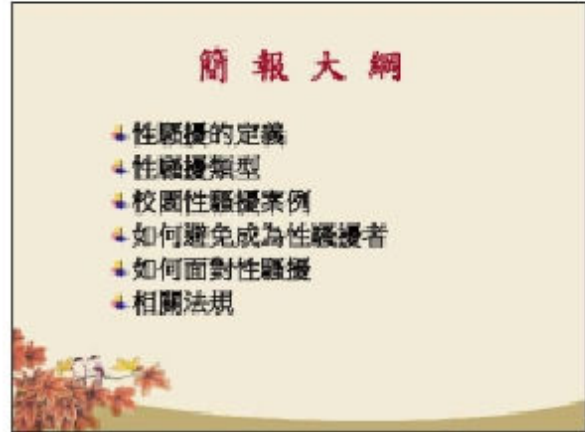 簡報大綱
性騷擾的定義
性騷擾類型
校園性騷擾案例
如何避免成為性騷擾者
如何面對性騷擾
相關法規